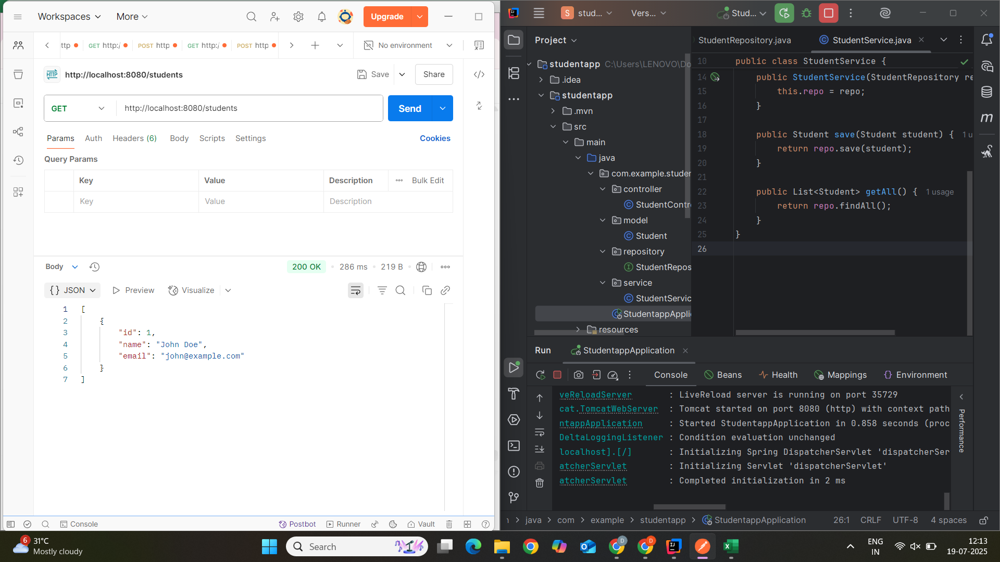 Workspaces
More
Upgrade
ttp
GET http:/
POST http
GET http:/
POST http
No environment
HTTP
http://localhost:8080/students
Save
Share
GET
http://localhost:8080/students
Send
Params
Auth
Headers (6)
Body
Scripts
Settings
Cookies
Query Params
Key
Value
Description
Bulk Edit
Key
Value
Description
Body
200 OK
286 ms
219 B
{} JSON
Preview
Visualize
1 [
2 {
3 "id": 1,
4 "name": "John Doe",
5 "email": "john@example.com"
6 }
7 ]
Console
Postbot
Runner
Vault
S stud...
Vers...
Stud...
Project
studentapp C:\Users\LENOVO\Do
.idea
studentapp
.mvn
src
main
java
com.example.studen
controller
StudentContr
model
Student
repository
StudentRepos
service
StudentServic
StudentappAppli
resources
StudentRepository.java
StudentService.java
10 public class StudentService {
14 public StudentService(StudentRepository re
15 this.repo = repo;
16 }
17
18 public Student save(Student student) { 1 u
19 return repo.save(student);
20 }
21
22 public List<Student> getAll() { 1 usage
23 return repo.findAll();
24 }
25 }
26
Run
StudentappApplication
Console
Beans
Health
Mappings
{} Environment
veReloadServer : LiveReload server is running on port 35729
cat.TomcatWebServer : Tomcat started on port 8080 (http) with context path
ntappApplication : Started StudentappApplication in 0.858 seconds (proc
DeltaLoggingListener : Condition evaluation unchanged
localhost].[/] : Initializing Spring DispatcherServlet 'dispatcherSer
atcherServlet : Initializing Servlet 'dispatcherServlet'
atcherServlet : Completed initialization in 2 ms
Performance
java > com > example > studentapp > StudentappApplication
26:1
CRLF
UTF-8
4 spaces
6
31°C
Mostly cloudy
Search
ENG
IN
12:13
19-07-2025